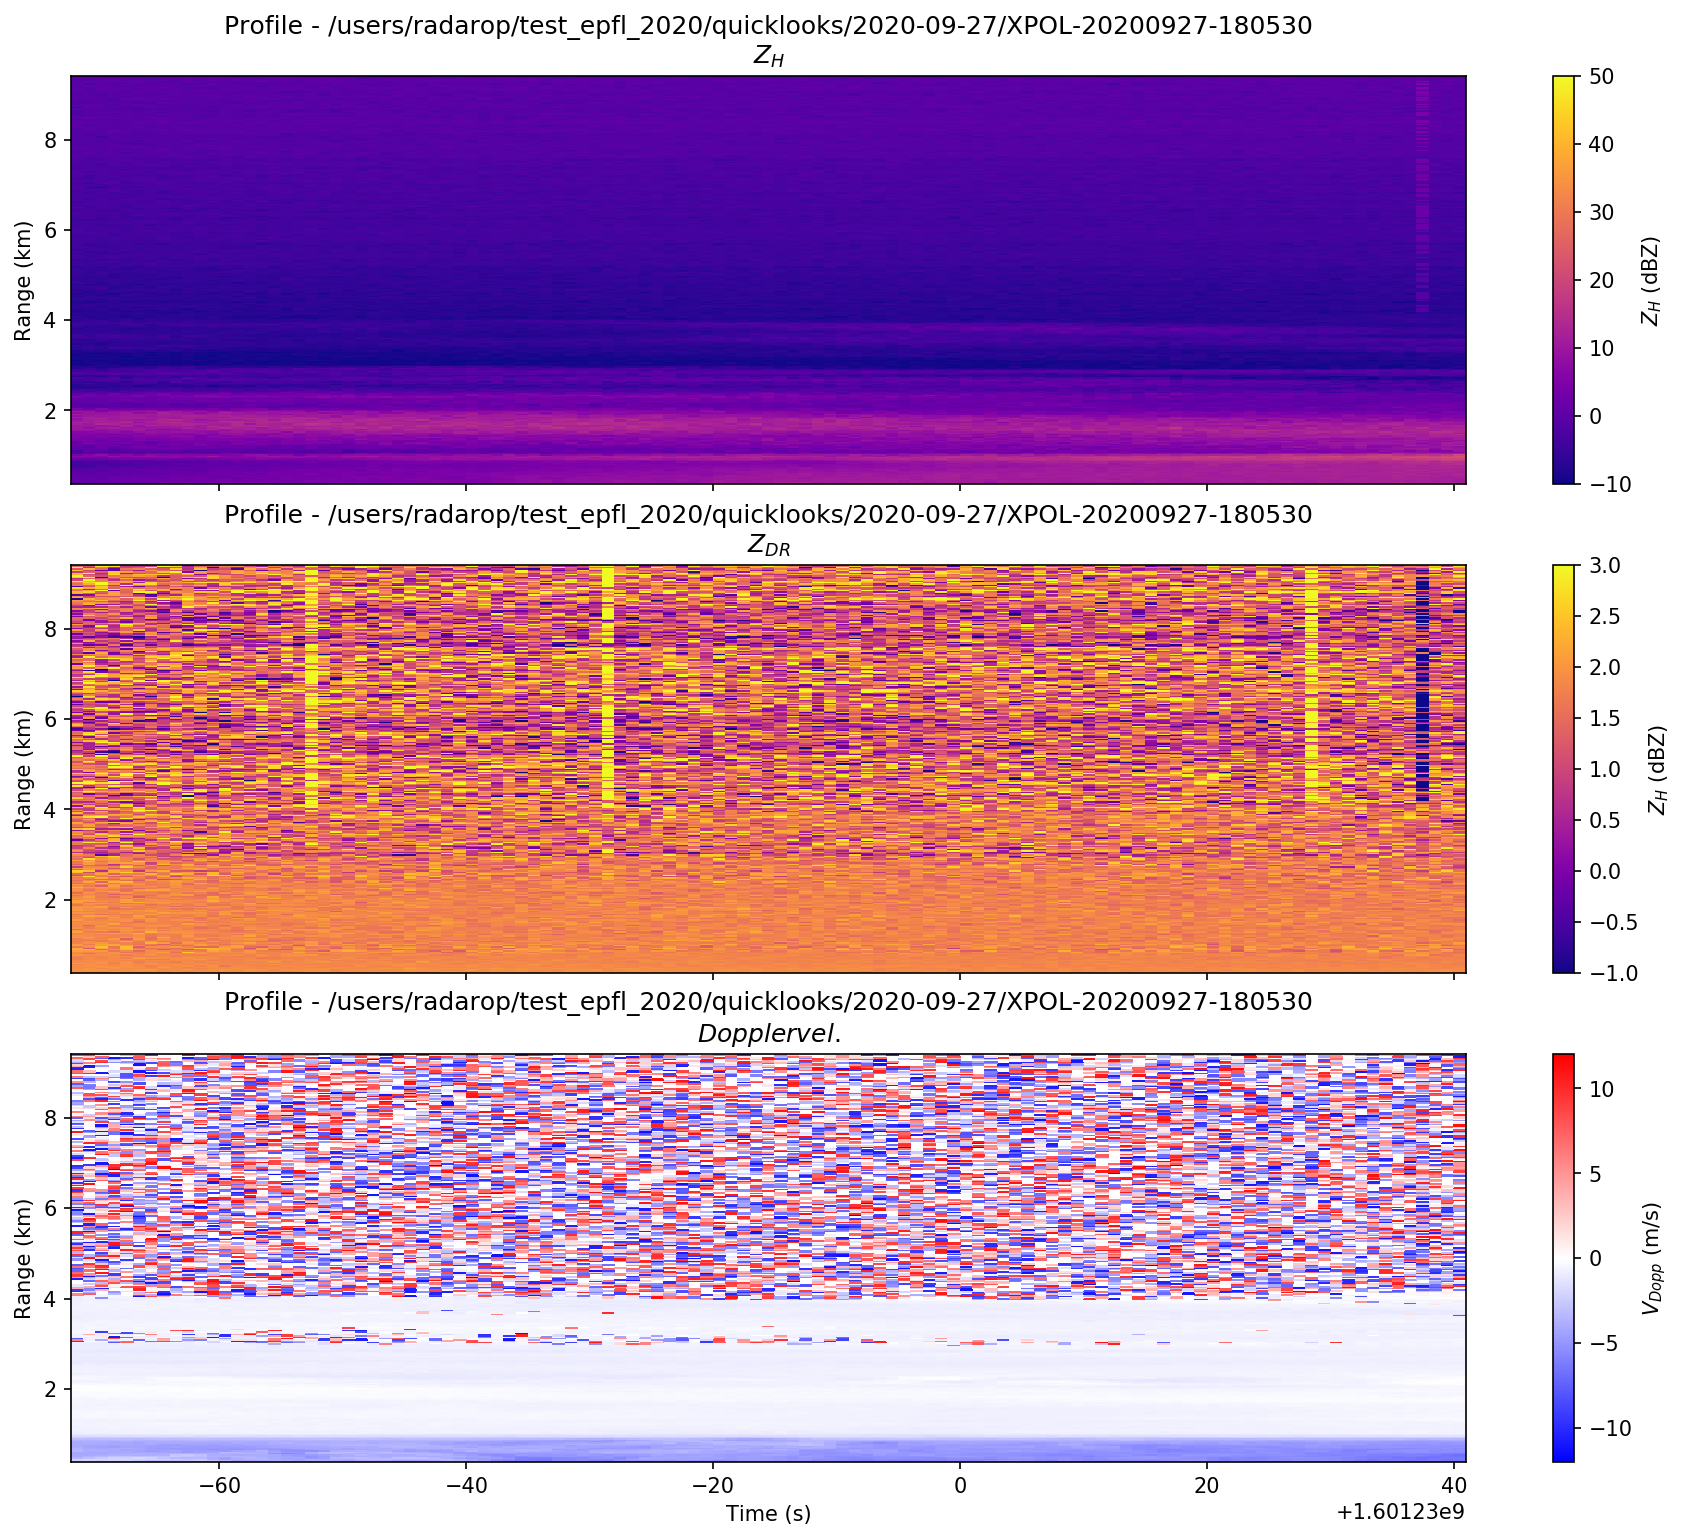 Profile - /users/radarop/test_epfl_2020/quicklooks/2020-09-27/XPOL-20200927-180530
Z_H
8
6
4
2
Range (km)
50
40
30
20
10
0
−10
Z_H (dBZ)
Profile - /users/radarop/test_epfl_2020/quicklooks/2020-09-27/XPOL-20200927-180530
Z_DR
8
6
4
2
Range (km)
3.0
2.5
2.0
1.5
1.0
0.5
0.0
−0.5
−1.0
Z_H (dBZ)
Profile - /users/radarop/test_epfl_2020/quicklooks/2020-09-27/XPOL-20200927-180530
Dopplervel.
8
6
4
2
Range (km)
−60 −40 −20 0 20 40
Time (s)
+1.60123e9
10
5
0
−5
−10
V_Dopp (m/s)